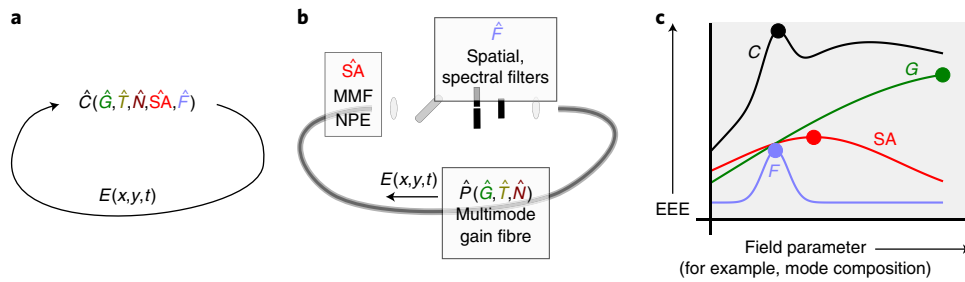 a
Ĉ(Ĝ,T̂,N̂,ŜA,F̂)
E(x,y,t)
b
ŜA
MMF
NPE
F̂
Spatial,
spectral filters
E(x,y,t)
P̂(Ĝ,T̂,N̂)
Multimode
gain fibre
c
C
G
SA
F
EEE
Field parameter
(for example, mode composition)